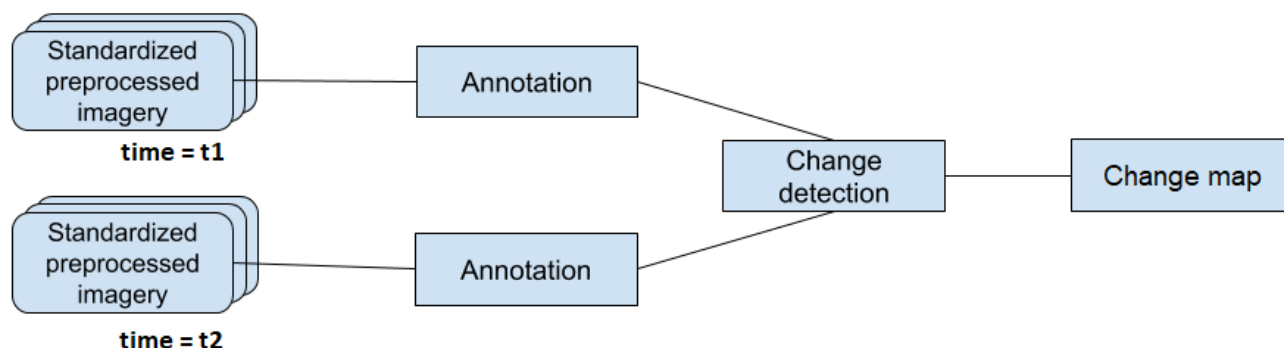 Standardized
preprocessed
imagery
time = t1
Annotation
Change
detection
Change map
Standardized
preprocessed
imagery
time = t2
Annotation